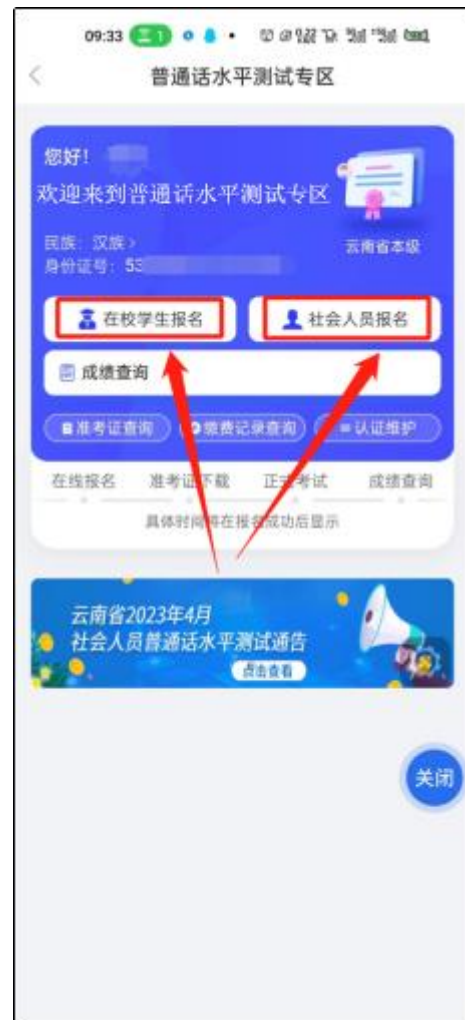 09:33
普通话水平测试专区
您好!
欢迎来到普通话水平测试专区
民族: 汉族 >
云南省本级
身份证号: 53
在校学生报名
社会人员报名
成绩查询
准考证查询
缴费记录查询
认证维护
在线报名 准考证下载 正式考试 成绩查询
具体时间将在报名成功后显示
云南省2023年4月
社会人员普通话水平测试通告
点击查看
关闭